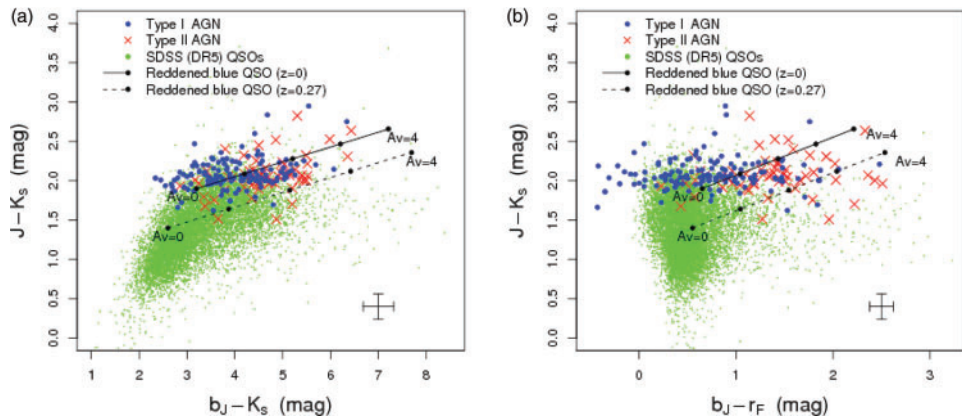 (a)
Type I AGN
Type II AGN
SDSS (DR5) QSOs
Reddened blue QSO (z=0)
Reddened blue QSO (z=0.27)
Av=4
Av=4
Av=0
Av=0
J–Ks (mag)
0.0 0.5 1.0 1.5 2.0 2.5 3.0 3.5 4.0
1 2 3 4 5 6 7 8
bJ–Ks (mag)
(b)
Type I AGN
Type II AGN
SDSS (DR5) QSOs
Reddened blue QSO (z=0)
Reddened blue QSO (z=0.27)
Av=4
Av=4
Av=0
Av=0
J–Ks (mag)
0.0 0.5 1.0 1.5 2.0 2.5 3.0 3.5 4.0
0 1 2 3
bJ–rF (mag)